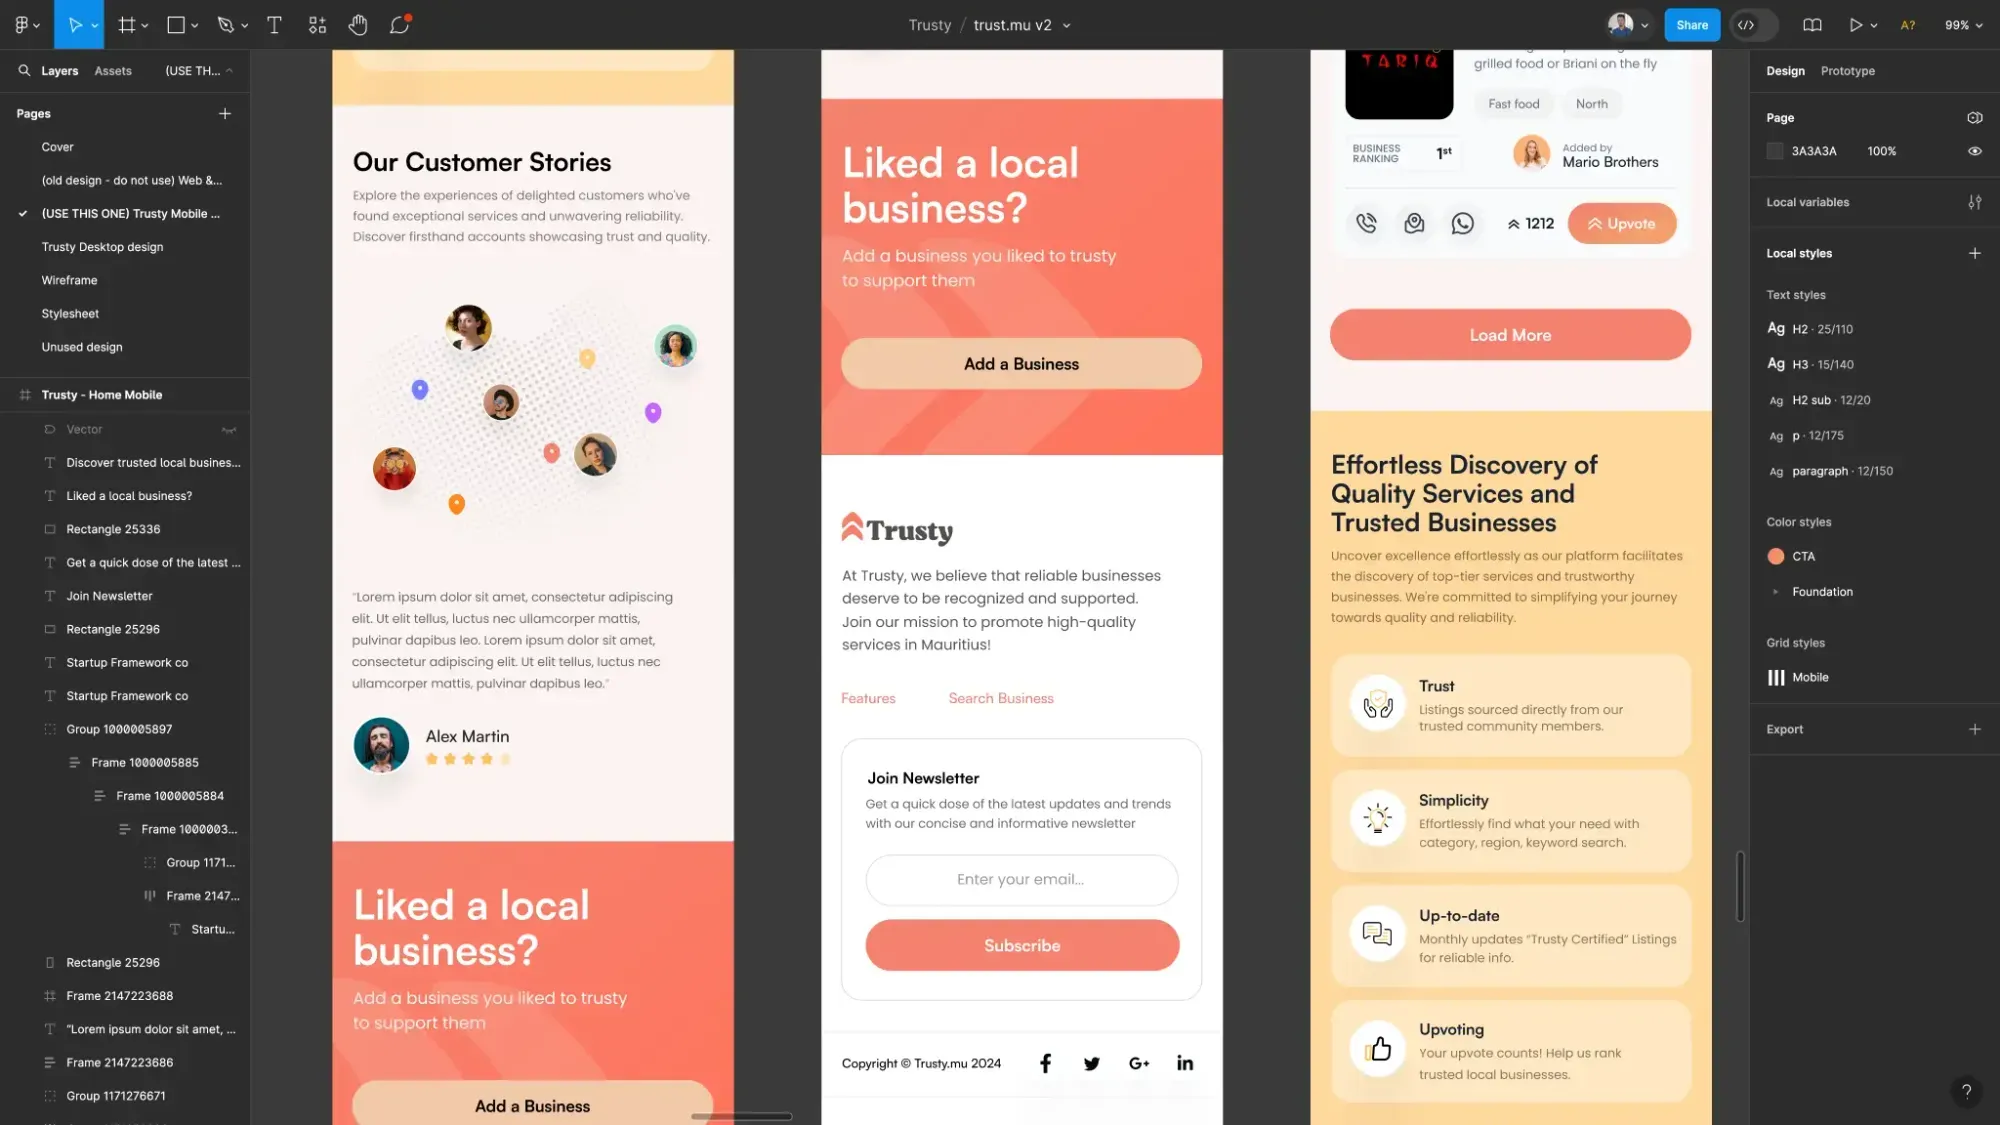 Trusty / trust.mu v2
Share
A?
99%
Layers
Assets
(USE TH...
Pages
Cover
(old design - do not use) Web &...
(USE THIS ONE) Trusty Mobile ...
Trusty Desktop design
Wireframe
Stylesheet
Unused design
Trusty - Home Mobile
Vector
Discover trusted local busines...
Liked a local business?
Rectangle 25336
Get a quick dose of the latest ...
Join Newsletter
Rectangle 25296
Startup Framework co
Startup Framework co
Group 1000005897
Frame 1000005885
Frame 1000005884
Frame 1000003...
Group 1171...
Frame 2147...
Startu...
Rectangle 25296
Frame 2147223688
"Lorem ipsum dolor sit amet, ...
Frame 2147223686
Group 1171276671
Our Customer Stories
Explore the experiences of delighted customers who've
found exceptional services and unwavering reliability.
Discover firsthand accounts showcasing trust and quality.
"Lorem ipsum dolor sit amet, consectetur adipiscing
elit. Ut elit tellus, luctus nec ullamcorper mattis,
pulvinar dapibus leo. Lorem ipsum dolor sit amet,
consectetur adipiscing elit. Ut elit tellus, luctus nec
ullamcorper mattis, pulvinar dapibus leo."
Alex Martin
Liked a local
business?
Add a business you liked to trusty
to support them
Add a Business
Liked a local
business?
Add a business you liked to trusty
to support them
Add a Business
Trusty
At Trusty, we believe that reliable businesses
deserve to be recognized and supported.
Join our mission to promote high-quality
services in Mauritius!
Features
Search Business
Join Newsletter
Get a quick dose of the latest updates and trends
with our concise and informative newsletter
Enter your email...
Subscribe
Copyright © Trusty.mu 2024
TARIQ
grilled food or Briani on the fly
Fast food
North
BUSINESS
RANKING
1st
Added by
Mario Brothers
1212
Upvote
Load More
Effortless Discovery of
Quality Services and
Trusted Businesses
Uncover excellence effortlessly as our platform facilitates
the discovery of top-tier services and trustworthy
businesses. We're committed to simplifying your journey
towards quality and reliability.
Trust
Listings sourced directly from our
trusted community members.
Simplicity
Effortlessly find what your need with
category, region, keyword search.
Up-to-date
Monthly updates "Trusty Certified" Listings
for reliable info.
Upvoting
Your upvote counts! Help us rank
trusted local businesses.
Design
Prototype
Page
3A3A3A
100%
Local variables
Local styles
Text styles
Ag H2 · 25/110
Ag H3 · 15/140
Ag H2 sub · 12/20
Ag p · 12/175
Ag paragraph · 12/150
Color styles
CTA
Foundation
Grid styles
Mobile
Export
?